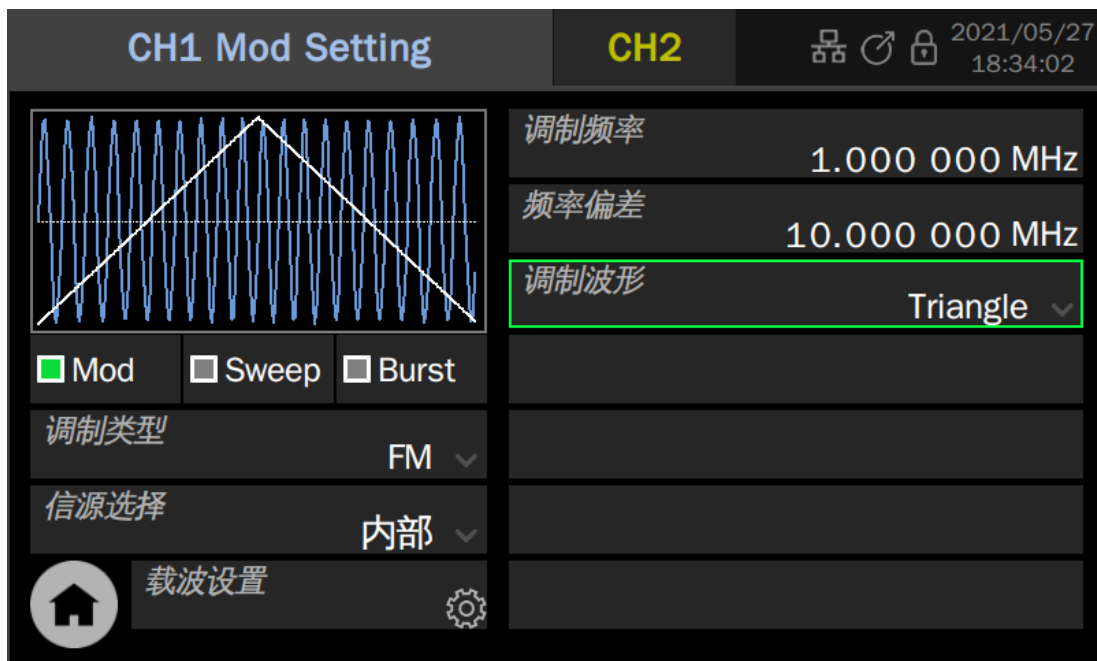 CH1 Mod Setting
CH2
2021/05/27
18:34:02
调制频率
1.000 000 MHz
频率偏差
10.000 000 MHz
调制波形
Triangle
Mod
Sweep
Burst
调制类型
FM
信源选择
内部
载波设置